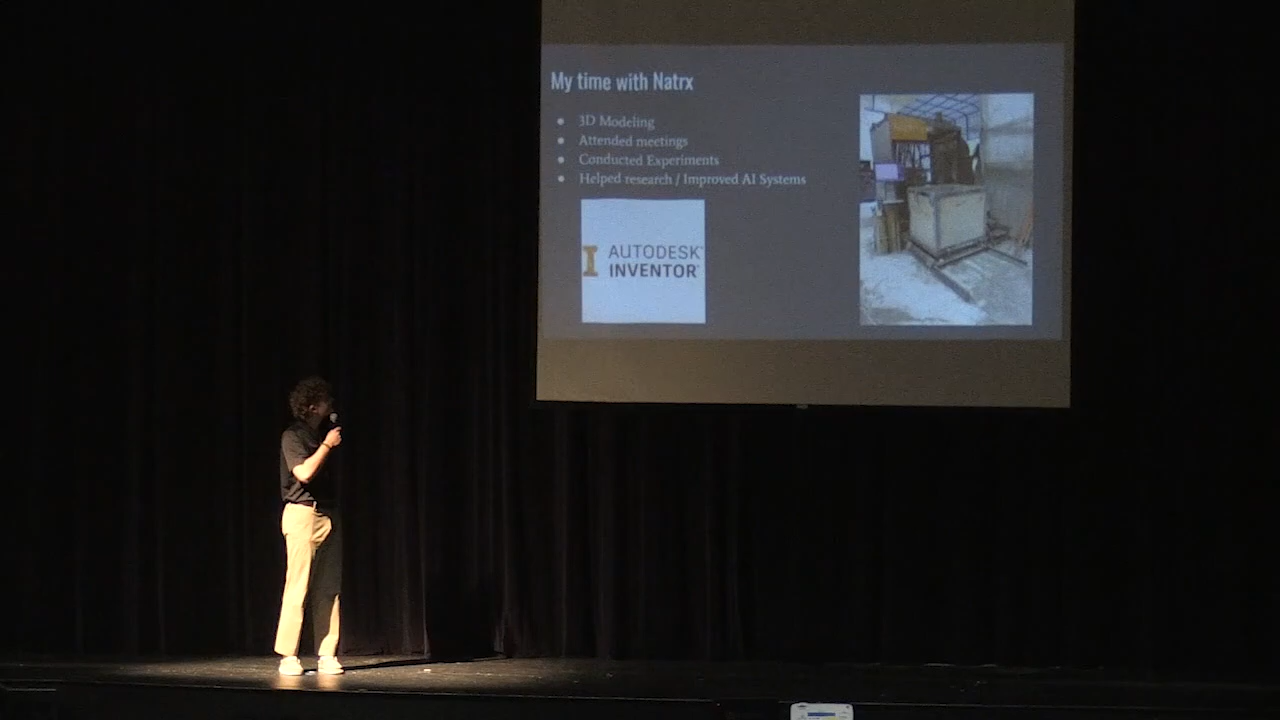 My time with Natrx
● 3D Modeling
● Attended meetings
● Conducted Experiments
● Helped research / Improved AI Systems
I AUTODESK
INVENTOR